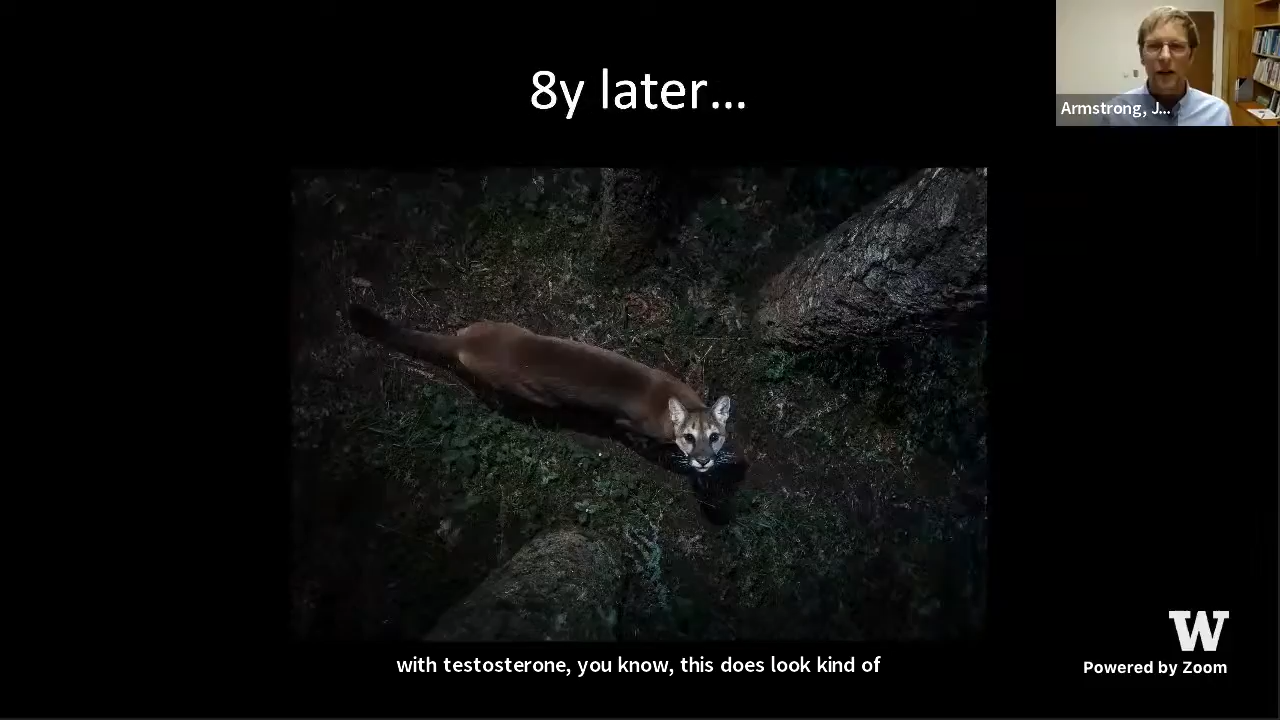 8y later...
Armstrong, J...
with testosterone, you know, this does look kind of
W
Powered by Zoom